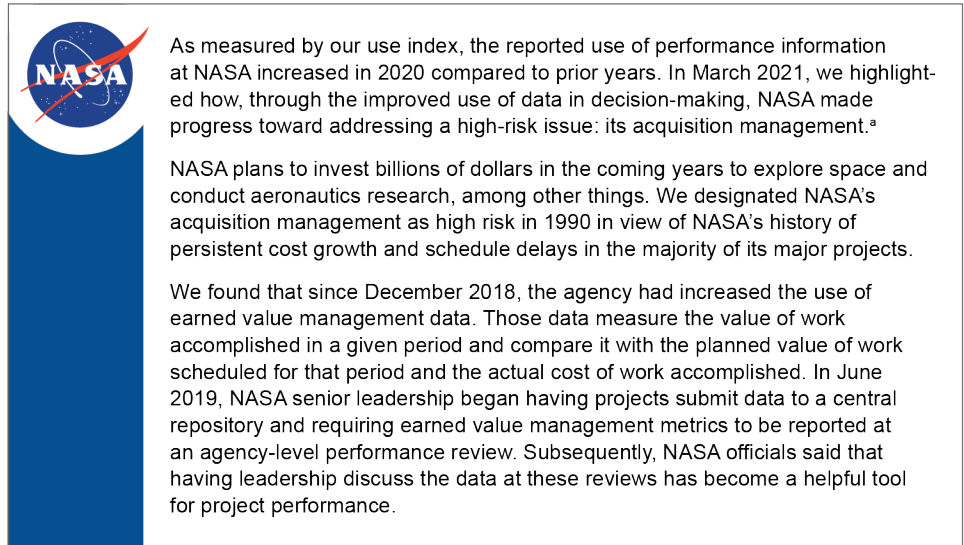 NASA
As measured by our use index, the reported use of performance information
at NASA increased in 2020 compared to prior years. In March 2021, we highlight-
ed how, through the improved use of data in decision-making, NASA made
progress toward addressing a high-risk issue: its acquisition management.ª
NASA plans to invest billions of dollars in the coming years to explore space and
conduct aeronautics research, among other things. We designated NASA’s
acquisition management as high risk in 1990 in view of NASA’s history of
persistent cost growth and schedule delays in the majority of its major projects.
We found that since December 2018, the agency had increased the use of
earned value management data. Those data measure the value of work
accomplished in a given period and compare it with the planned value of work
scheduled for that period and the actual cost of work accomplished. In June
2019, NASA senior leadership began having projects submit data to a central
repository and requiring earned value management metrics to be reported at
an agency-level performance review. Subsequently, NASA officials said that
having leadership discuss the data at these reviews has become a helpful tool
for project performance.